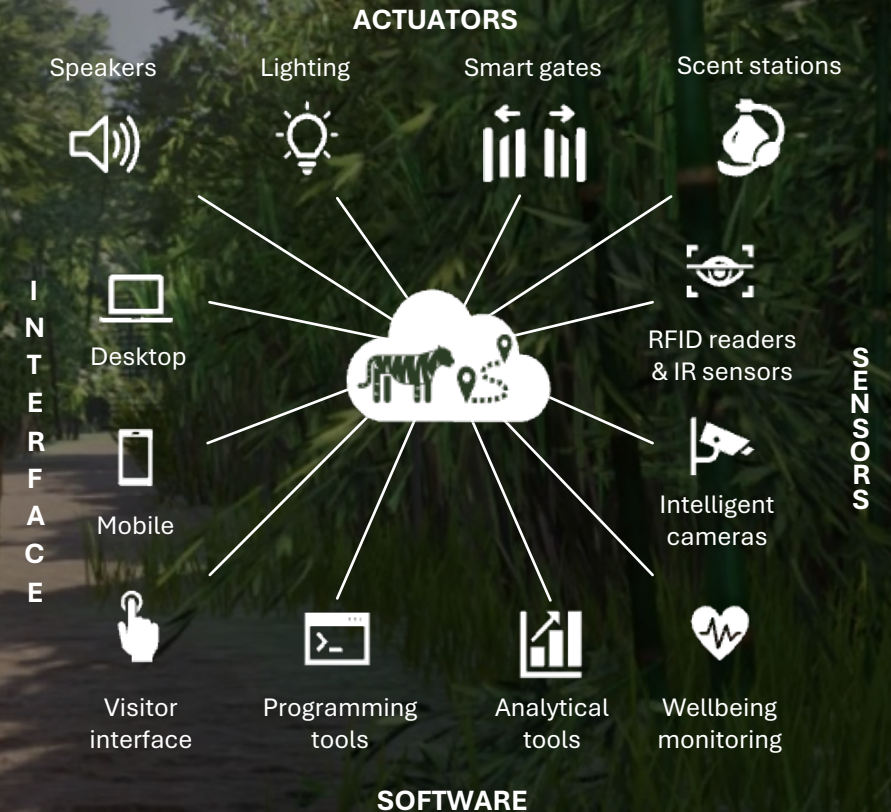 ACTUATORS
Speakers
Lighting
Smart gates
Scent stations
INTERFACE
Desktop
RFID readers
& IR sensors
SENSORS
Mobile
Intelligent
cameras
Visitor
interface
Programming
tools
Analytical
tools
Wellbeing
monitoring
SOFTWARE